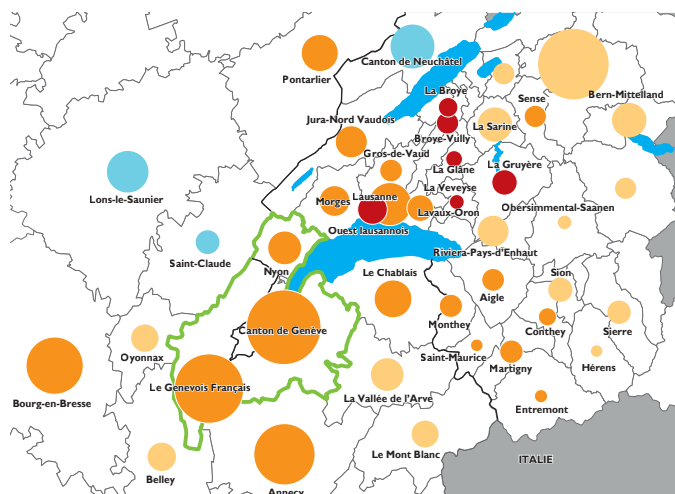 Canton de Neuchâtel
Pontarlier
La Broye
Bern-Mittelland
Sense
Jura-Nord Vaudois
La Sarine
Broye-Vully
Gros-de-Vaud
La Glâne
La Gruyère
La Veveyse
Lons-le-Saunier
Lausanne
Morges
Obersimmental-Saanen
Lavaux-Oron
Ouest lausannois
Riviera-Pays-d'Enhaut
Saint-Claude
Nyon
Le Chablais
Sion
Aigle
Canton de Genève
Monthey
Conthey
Sierre
Oyonnax
Saint-Maurice
Martigny
Hérens
Le Genevois Français
Bourg-en-Bresse
La Vallée de l'Arve
Entremont
Le Mont Blanc
ITALIE
Belley
Annecy